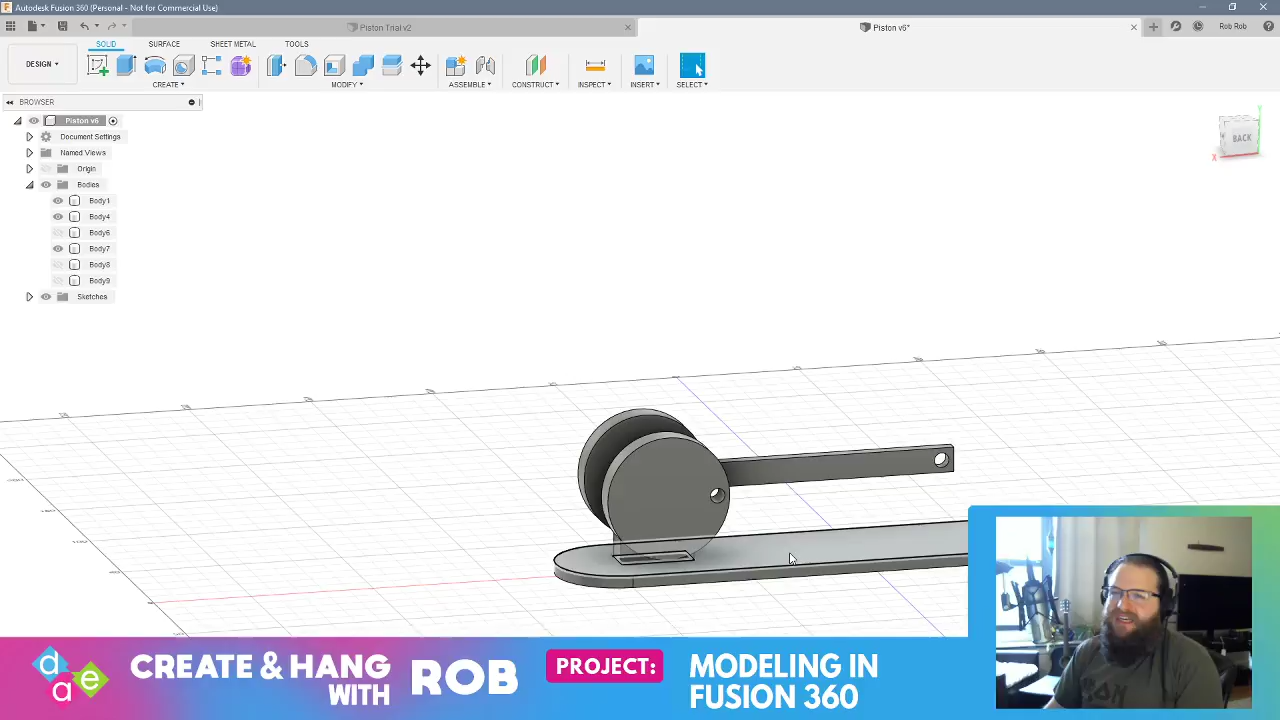 Autodesk Fusion 360 (Personal - Not for Commercial Use)
Piston Trial v2
Piston v6*
Rob Rob
DESIGN
SOLID
SURFACE
SHEET METAL
TOOLS
CREATE
MODIFY
ASSEMBLE
CONSTRUCT
INSPECT
INSERT
SELECT
BROWSER
Piston v6
Document Settings
Named Views
Origin
Bodies
Body1
Body4
Body6
Body7
Body8
Body9
Sketches
BACK
X
Y
dae
CREATE & HANG
WITH
ROB
PROJECT:
MODELING IN
FUSION 360